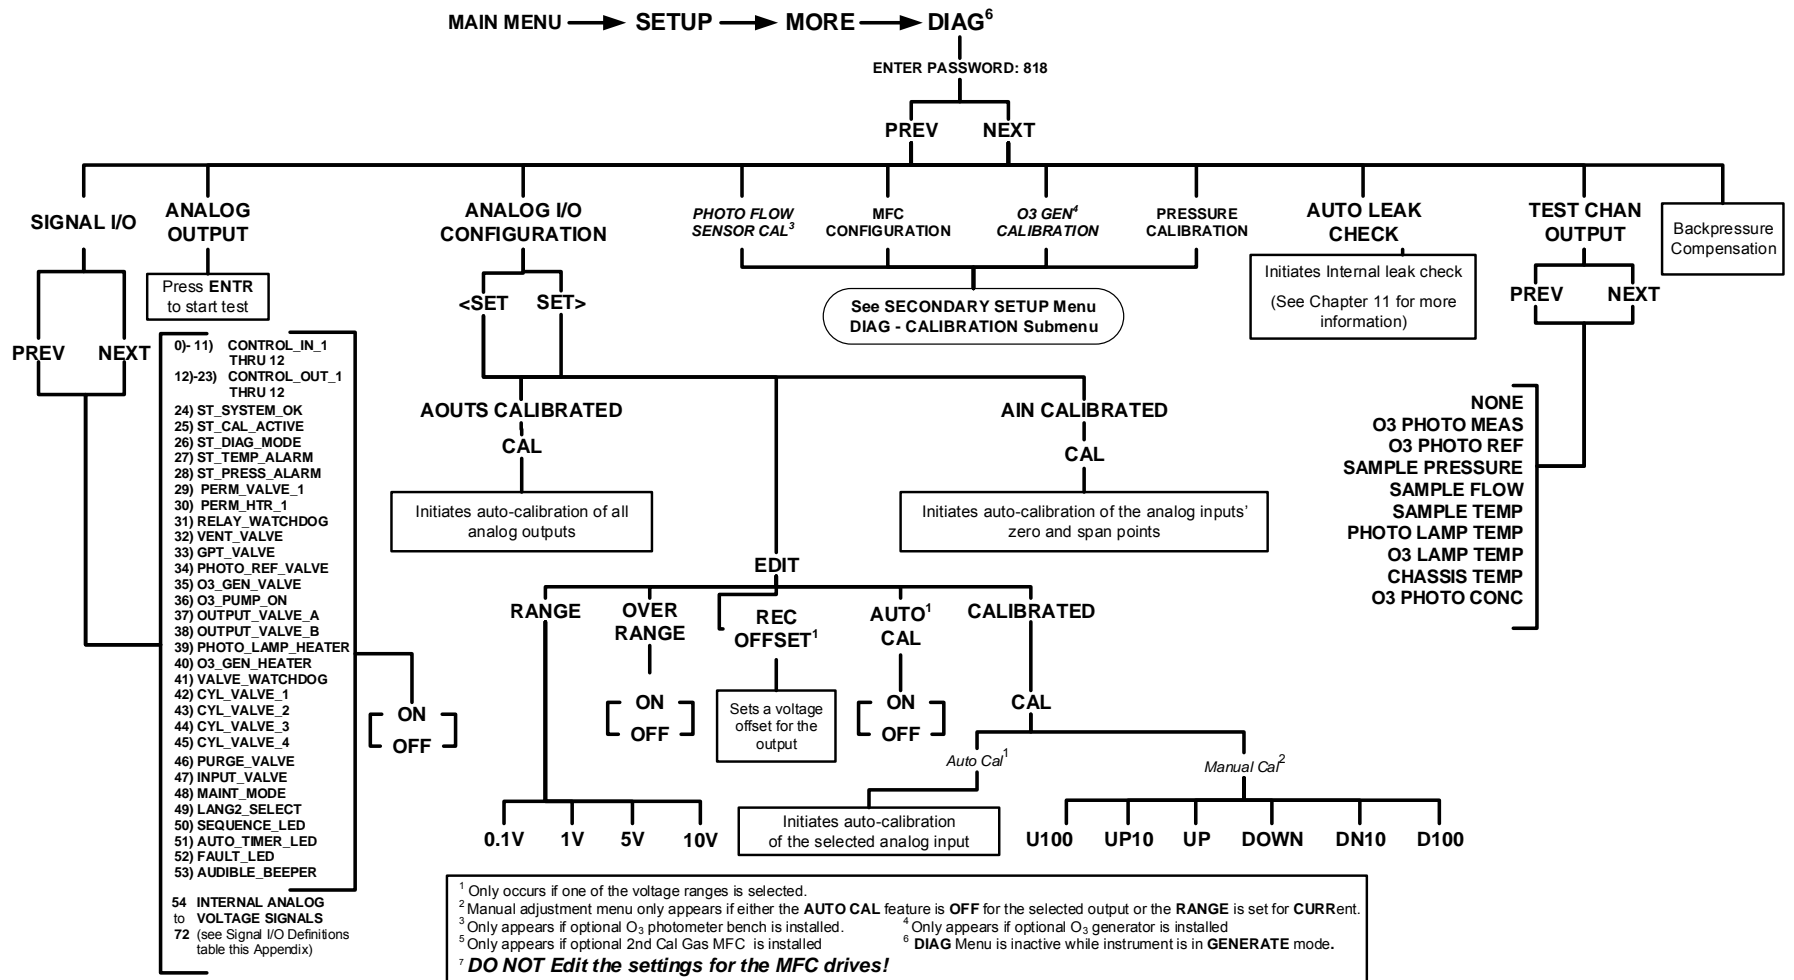 MAIN MENU SETUP MORE DIAG6
ENTER PASSWORD: 818
PREV NEXT
SIGNAL I/O
PREV NEXT
ANALOG
OUTPUT
Press ENTR
to start test
0)- 11) CONTROL_IN_1
THRU 12
12)-23) CONTROL_OUT_1
THRU 12
24) ST_SYSTEM_OK
25) ST_CAL_ACTIVE
26) ST_DIAG_MODE
27) ST_TEMP_ALARM
28) ST_PRESS_ALARM
29) PERM_VALVE_1
30) PERM_HTR_1
31) RELAY_WATCHDOG
32) VENT_VALVE
33) GPT_VALVE
34) PHOTO_REF_VALVE
35) O3_GEN_VALVE
36) O3_PUMP_ON
37) OUTPUT_VALVE_A
38) OUTPUT_VALVE_B
39) PHOTO_LAMP_HEATER
40) O3_GEN_HEATER
41) VALVE_WATCHDOG
42) CYL_VALVE_1
43) CYL_VALVE_2
44) CYL_VALVE_3
45) CYL_VALVE_4
46) PURGE_VALVE
47) INPUT_VALVE
48) MAINT_MODE
49) LANG2_SELECT
50) SEQUENCE_LED
51) AUTO_TIMER_LED
52) FAULT_LED
53) AUDIBLE_BEEPER
54 INTERNAL ANALOG
to VOLTAGE SIGNALS
72 (see Signal I/O Definitions
table this Appendix)
ON
OFF
ANALOG I/O
CONFIGURATION
<SET SET>
AOUTS CALIBRATED
CAL
Initiates auto-calibration of all
analog outputs
AIN CALIBRATED
CAL
Initiates auto-calibration of the analog inputs’
zero and span points
EDIT
RANGE
0.1V 1V 5V 10V
OVER
RANGE
ON
OFF
REC
OFFSET1
Sets a voltage
offset for the
output
AUTO1
CAL
ON
OFF
CALIBRATED
CAL
Auto Cal1
Initiates auto-calibration
of the selected analog input
Manual Cal2
U100 UP10 UP DOWN DN10 D100
PHOTO FLOW
SENSOR CAL3
MFC
CONFIGURATION
O3 GEN4
CALIBRATION
PRESSURE
CALIBRATION
See SECONDARY SETUP Menu
DIAG - CALIBRATION Submenu
AUTO LEAK
CHECK
Initiates Internal leak check
(See Chapter 11 for more
information)
TEST CHAN
OUTPUT
PREV NEXT
NONE
O3 PHOTO MEAS
O3 PHOTO REF
SAMPLE PRESSURE
SAMPLE FLOW
SAMPLE TEMP
PHOTO LAMP TEMP
O3 LAMP TEMP
CHASSIS TEMP
O3 PHOTO CONC
Backpressure
Compensation
1 Only occurs if one of the voltage ranges is selected.
2 Manual adjustment menu only appears if either the AUTO CAL feature is OFF for the selected output or the RANGE is set for CURRent.
3 Only appears if optional O3 photometer bench is installed. 4 Only appears if optional O3 generator is installed
5 Only appears if optional 2nd Cal Gas MFC is installed 6 DIAG Menu is inactive while instrument is in GENERATE mode.
7 DO NOT Edit the settings for the MFC drives!